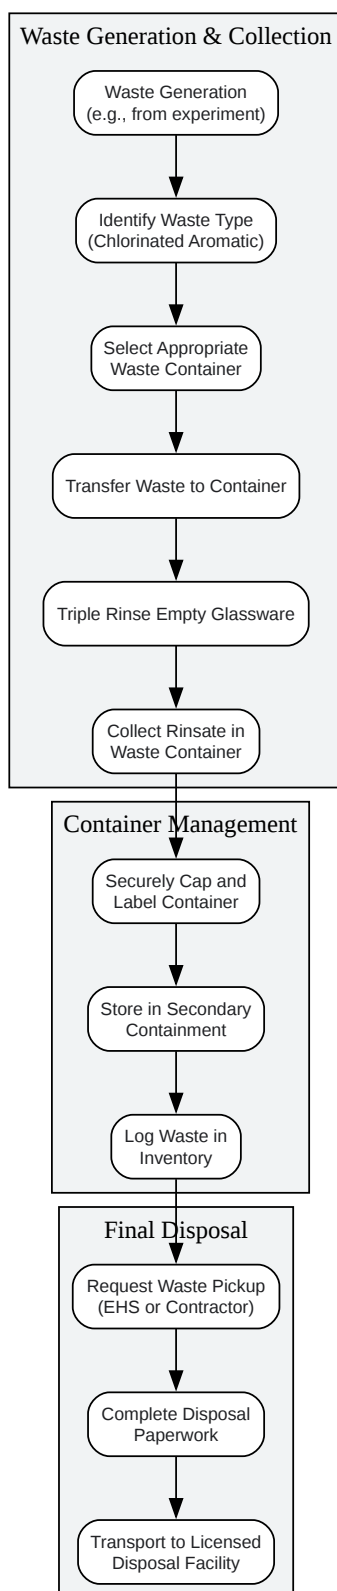 Waste Generation & Collection
Waste Generation
(e.g., from experiment)
Identify Waste Type
(Chlorinated Aromatic)
Select Appropriate
Waste Container
Transfer Waste to Container
Triple Rinse Empty Glassware
Collect Rinsate in
Waste Container
Container Management
Securely Cap and
Label Container
Store in Secondary
Containment
Log Waste in
Inventory
Final Disposal
Request Waste Pickup
(EHS or Contractor)
Complete Disposal
Paperwork
Transport to Licensed
Disposal Facility